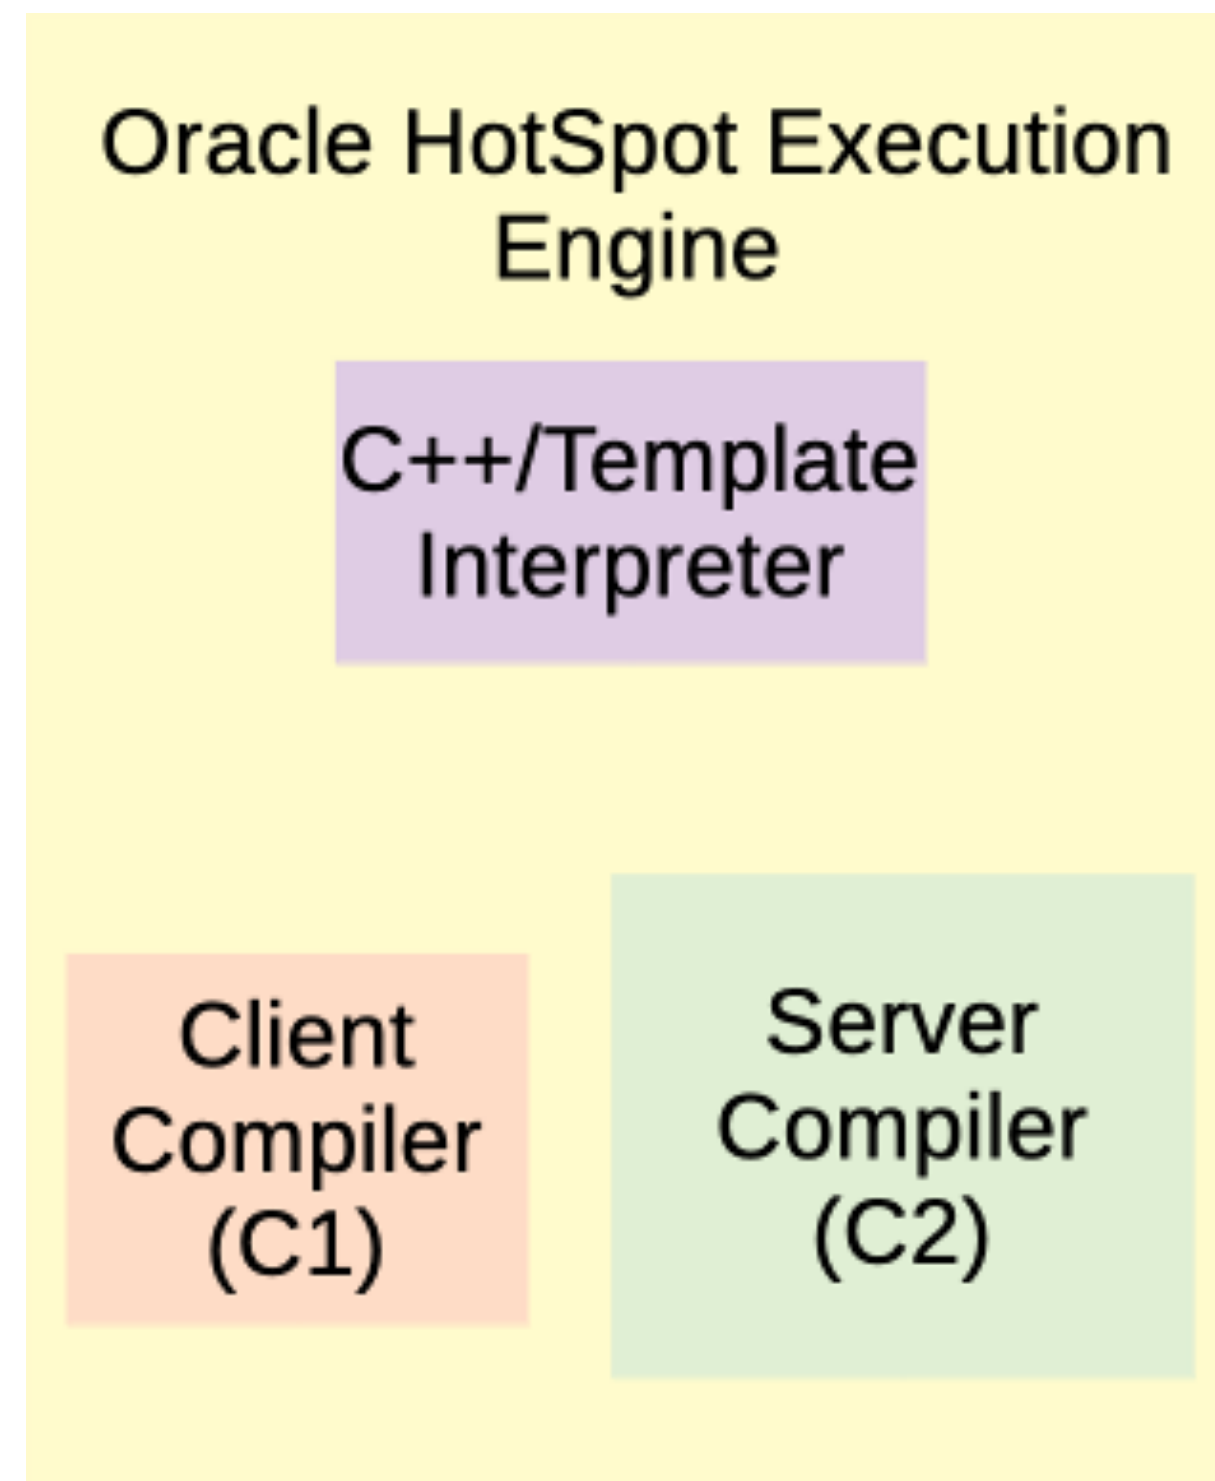 Oracle HotSpot Execution
Engine
C++/Template
Interpreter
Client
Compiler
(C1)
Server
Compiler
(C2)